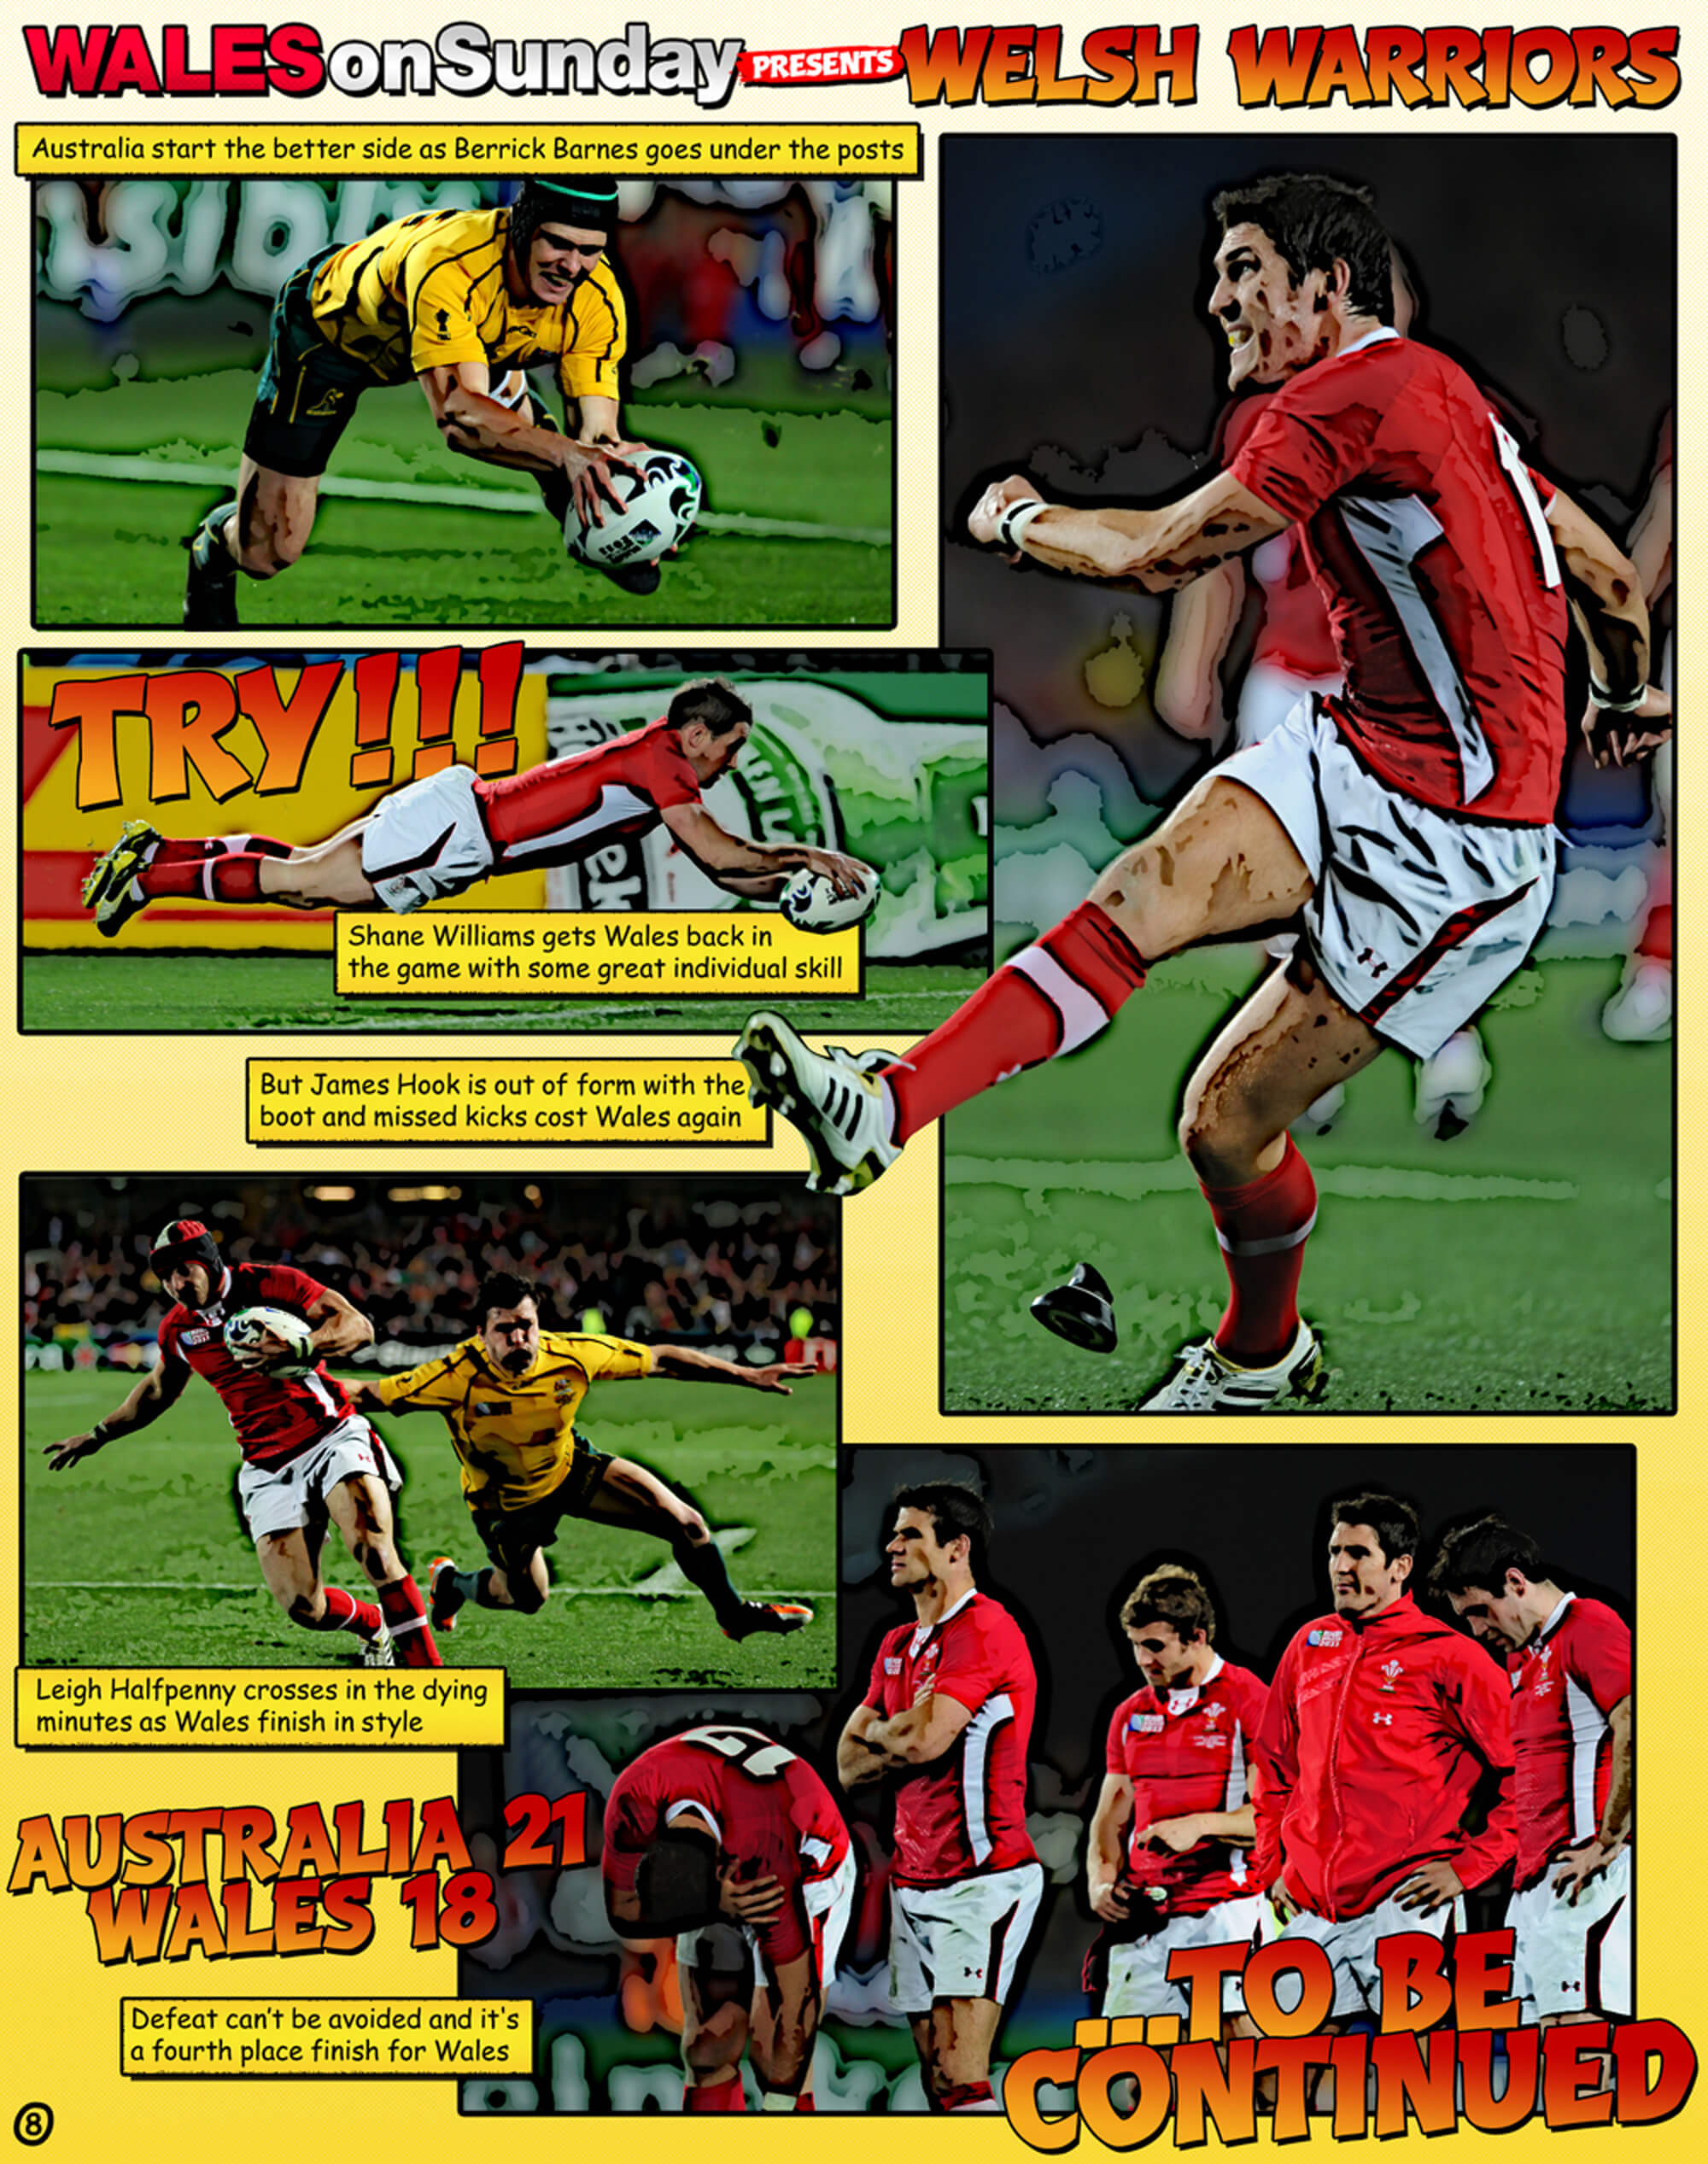 WALESonSunday PRESENTS WELSH WARRIORS
Australia start the better side as Berrick Barnes goes under the posts
TRY!!!
Shane Williams gets Wales back in
the game with some great individual skill
But James Hook is out of form with the
boot and missed kicks cost Wales again
Leigh Halfpenny crosses in the dying
minutes as Wales finish in style
AUSTRALIA 21
WALES 18
Defeat can't be avoided and it's
a fourth place finish for Wales
...TO BE
CONTINUED
8